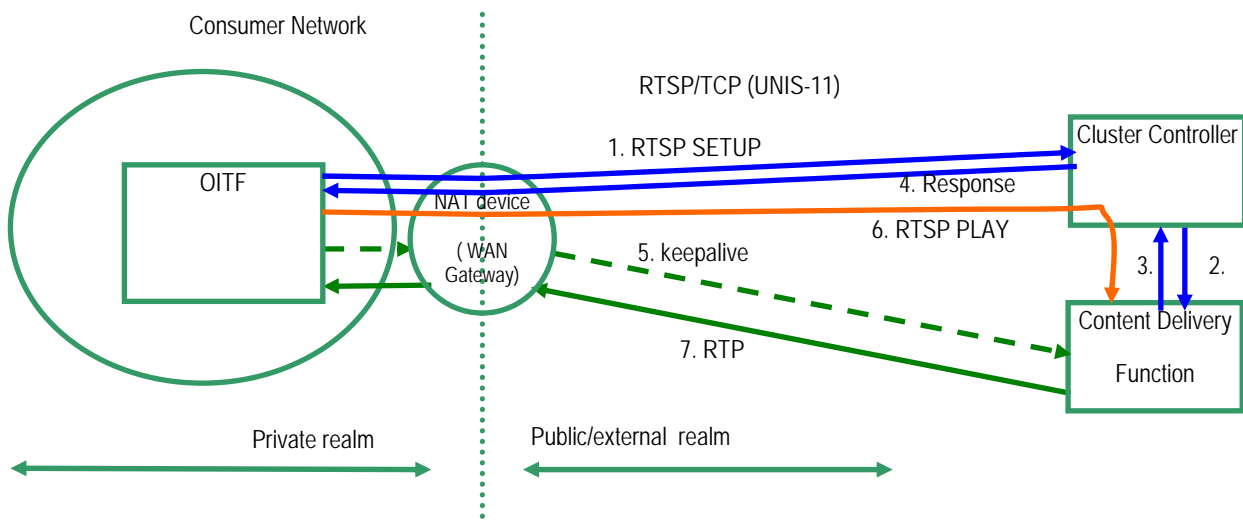 Consumer Network
RTSP/TCP (UNIS-11)
Cluster Controller
1. RTSP SETUP
OITF
4. Response
NAT device
6. RTSP PLAY
( WAN
Gateway)
5. keepalive
3.
2.
Content Delivery
Function
7. RTP
Private realm
Public/external realm